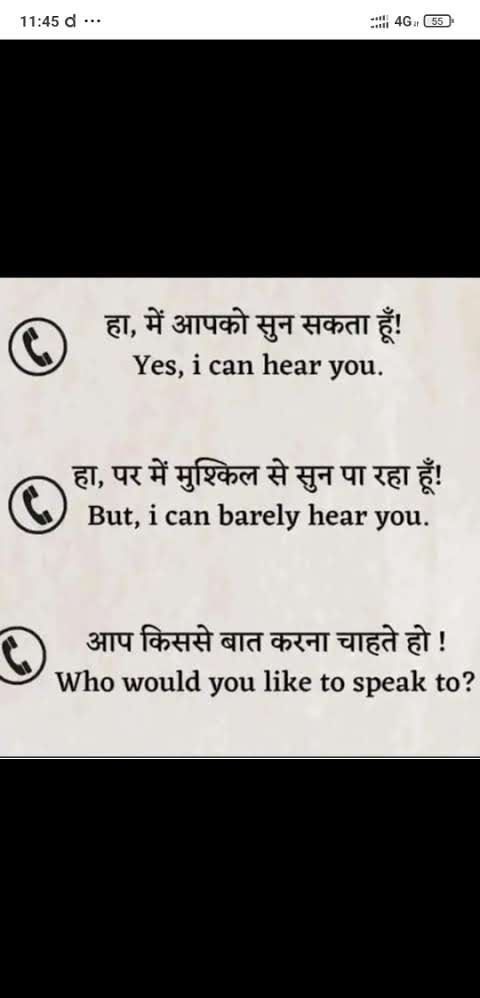 11:45 d ...
4G 55
हा, में आपको सुन सकता हूँ!
Yes, i can hear you.
हा, पर में मुश्किल से सुन पा रहा हूँ!
But, i can barely hear you.
आप किससे बात करना चाहते हो !
Who would you like to speak to?